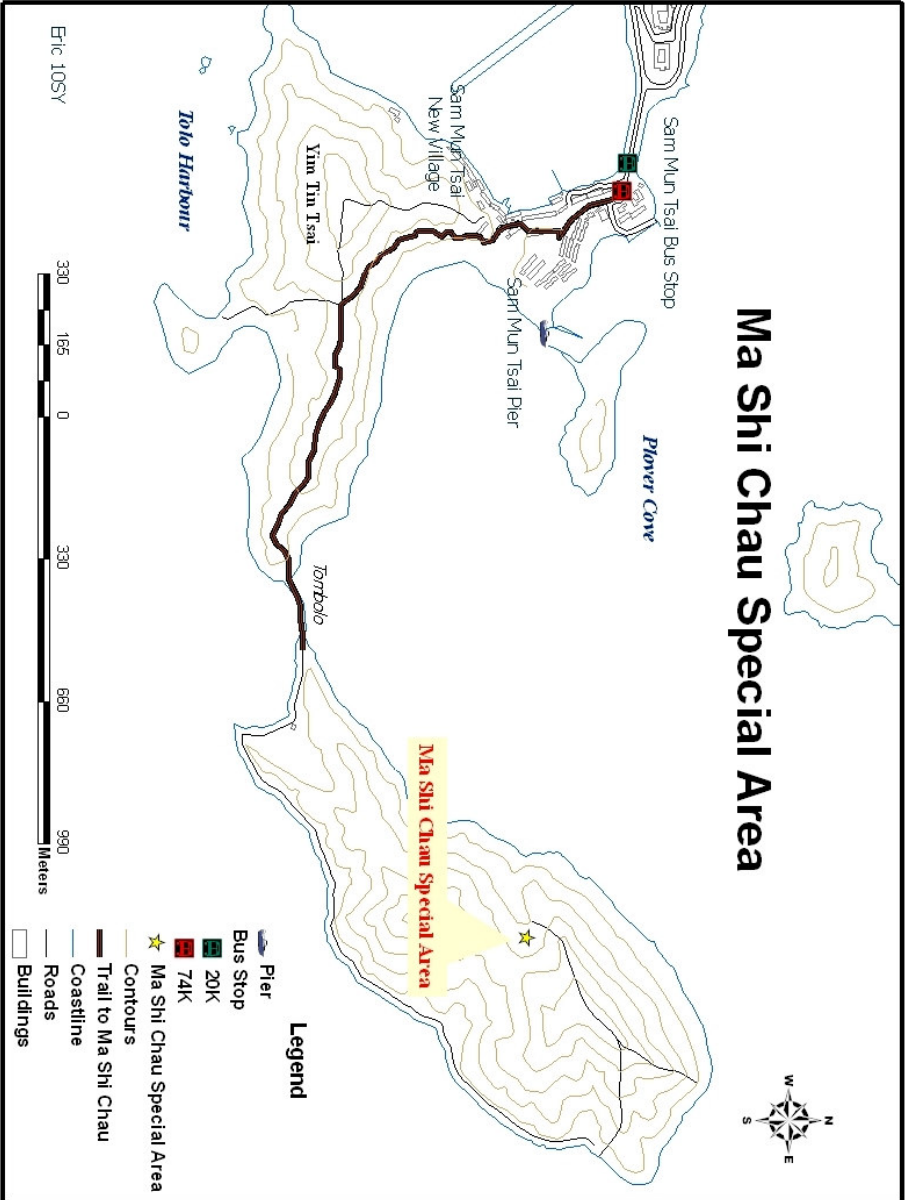 Ma Shi Chau Special Area
N
W
E
S
Sam Mun Tsai Bus Stop
Plover Cove
Sam Mun Tsai
New Village
Sam Mun Tsai Pier
Yim Tin Tsai
Tolo Harbour
Tombolo
Ma Shi Chau Special Area
Legend
Pier
Bus Stop
20K
74K
Ma Shi Chau Special Area
Contours
Trail to Ma Shi Chau
Coastline
Roads
Buildings
330 165 0 330 660 990
Meters
Eric 10SY